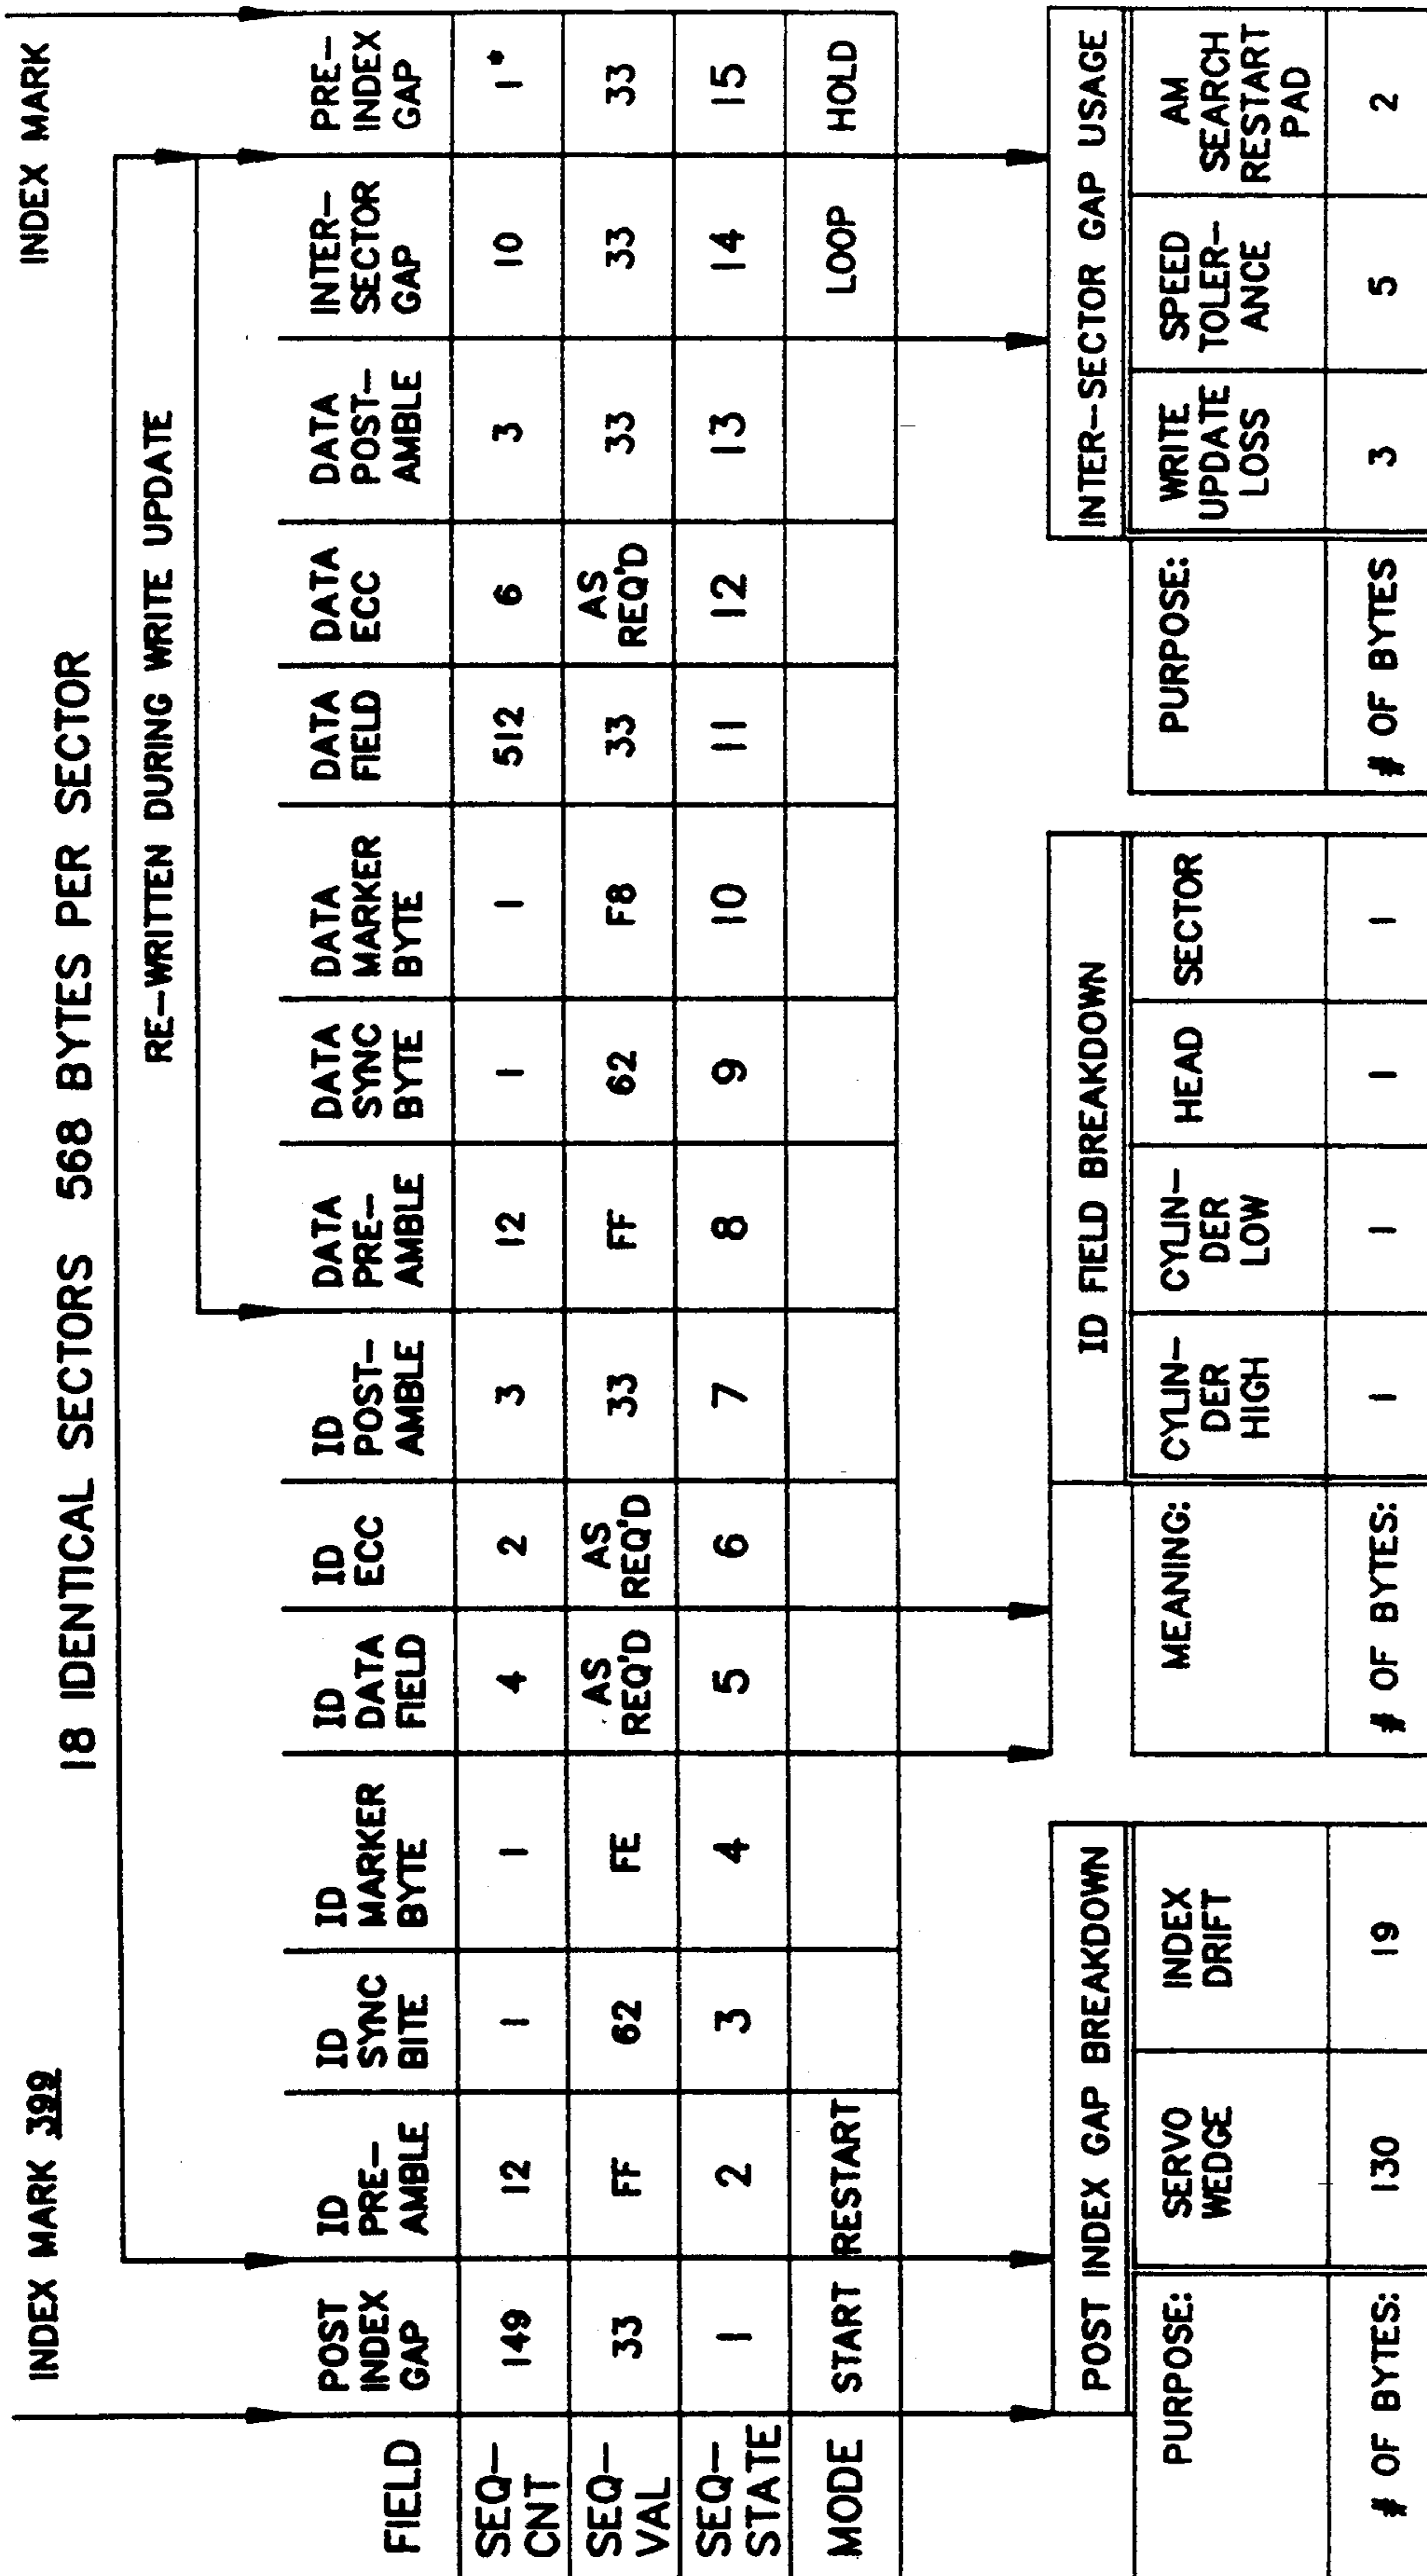 INDEX MARK 399
INDEX MARK
18 IDENTICAL SECTORS 568 BYTES PER SECTOR
RE-WRITTEN DURING WRITE UPDATE
FIELD
POST
INDEX
GAP
ID
PRE-
AMBLE
ID
SYNC
BITE
ID
MARKER
BYTE
ID
DATA
FIELD
ID
ECC
ID
POST-
AMBLE
DATA
PRE-
AMBLE
DATA
SYNC
BYTE
DATA
MARKER
BYTE
DATA
FIELD
DATA
ECC
DATA
POST-
AMBLE
INTER-
SECTOR
GAP
PRE-
INDEX
GAP
SEQ-
CNT
149 12 1 1 4 2 3 12 1 1 512 6 3 10 1*
SEQ-
VAL
33 FF 62 FE AS
REQ'D AS
REQ'D 33 FF 62 F8 33 AS
REQ'D 33 33 33
SEQ-
STATE
1 2 3 4 5 6 7 8 9 10 11 12 13 14 15
MODE START RESTART LOOP HOLD
POST INDEX GAP BREAKDOWN
PURPOSE:
SERVO
WEDGE
INDEX
DRIFT
# OF BYTES: 130 19
ID FIELD BREAKDOWN
MEANING:
CYLIN-
DER
HIGH
CYLIN-
DER
LOW
HEAD
SECTOR
# OF BYTES: 1 1 1 1
INTER-SECTOR GAP USAGE
PURPOSE:
WRITE
UPDATE
LOSS
SPEED
TOLER-
ANCE
AM
SEARCH
RESTART
PAD
# OF BYTES 3 5 2